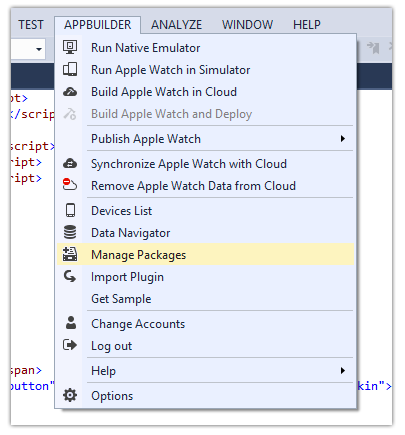 TEST APPBUILDER ANALYZE WINDOW HELP
Run Native Emulator
Run Apple Watch in Simulator
Build Apple Watch in Cloud
ript>
Build Apple Watch and Deploy
</script
Publish Apple Watch
script>
Synchronize Apple Watch with Cloud
cript>
Remove Apple Watch Data from Cloud
cript>
Devices List
Data Navigator
Manage Packages
Import Plugin
Get Sample
Change Accounts
Log out
Help
span>
button" kin">
Options